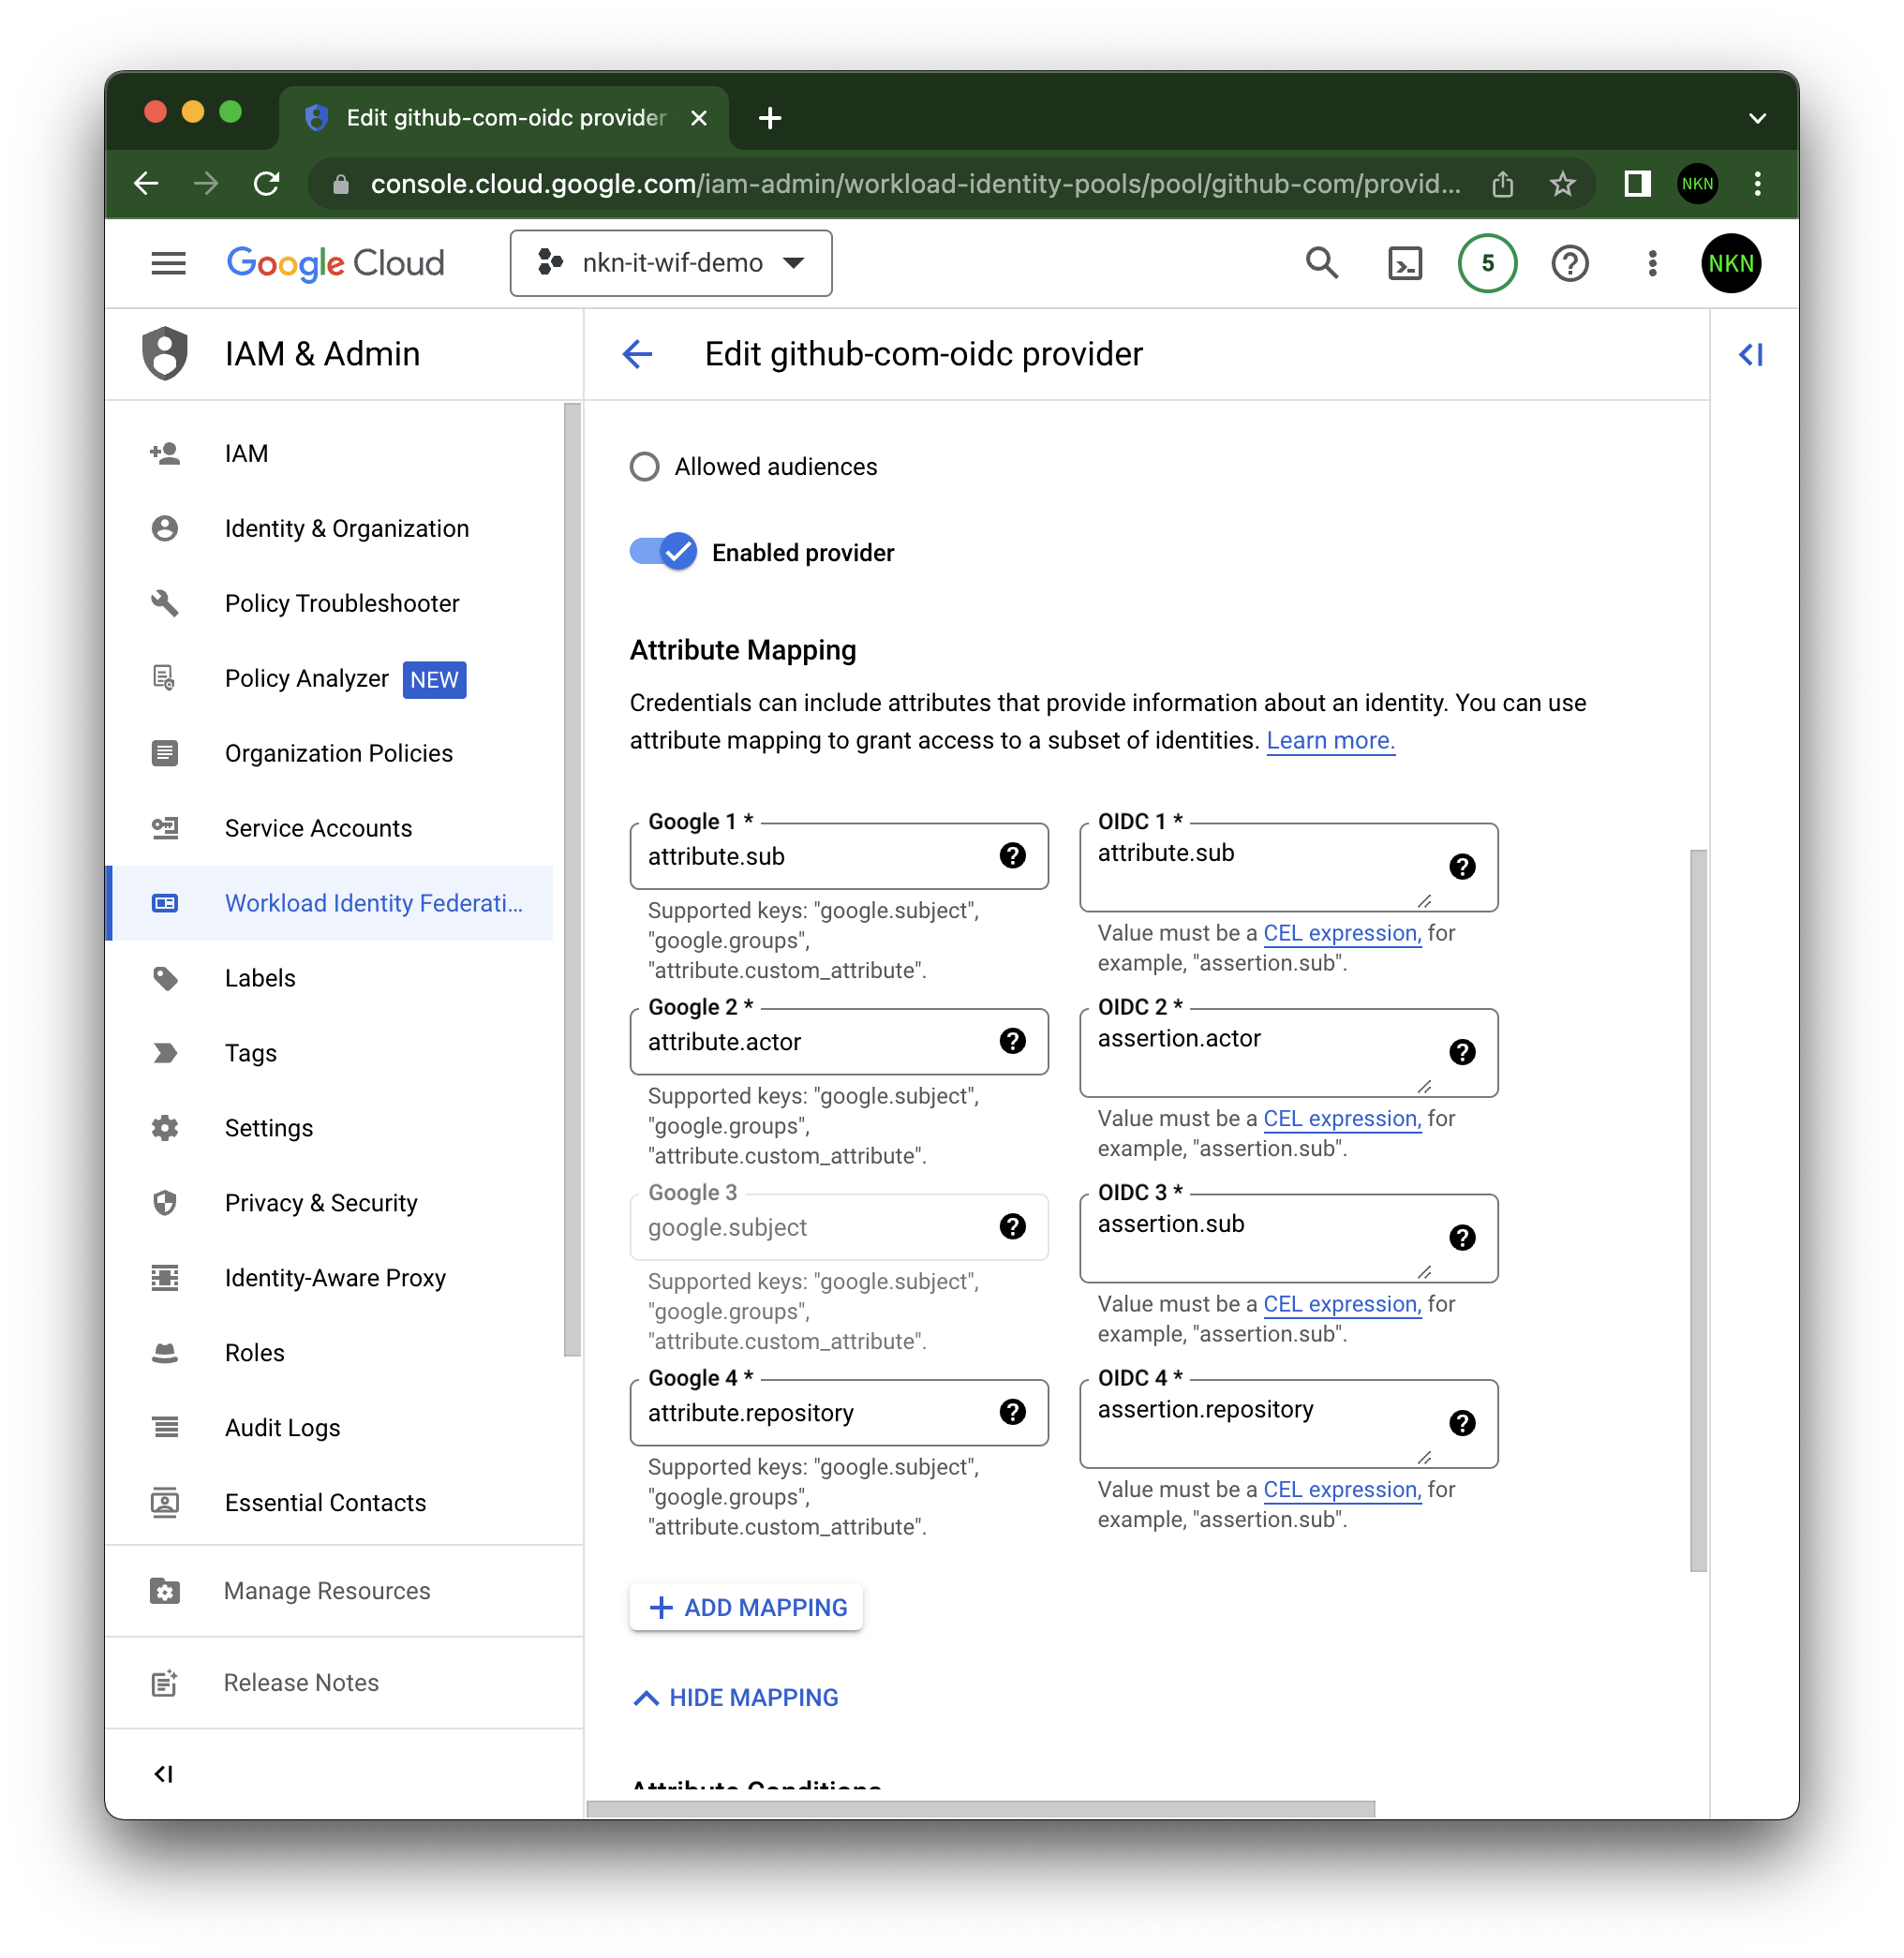 Edit github-com-oidc provider
console.cloud.google.com/iam-admin/workload-identity-pools/pool/github-com/provid...
NKN
Google Cloud
nkn-it-wif-demo
5
NKN
IAM & Admin
Edit github-com-oidc provider
IAM
Identity & Organization
Policy Troubleshooter
Policy Analyzer NEW
Organization Policies
Service Accounts
Workload Identity Federati...
Labels
Tags
Settings
Privacy & Security
Identity-Aware Proxy
Roles
Audit Logs
Essential Contacts
Manage Resources
Release Notes
Allowed audiences
Enabled provider
Attribute Mapping
Credentials can include attributes that provide information about an identity. You can use
attribute mapping to grant access to a subset of identities. Learn more.
Google 1 *
attribute.sub
Supported keys: "google.subject",
"google.groups",
"attribute.custom_attribute".
OIDC 1 *
attribute.sub
Value must be a CEL expression, for
example, "assertion.sub".
Google 2 *
attribute.actor
Supported keys: "google.subject",
"google.groups",
"attribute.custom_attribute".
OIDC 2 *
assertion.actor
Value must be a CEL expression, for
example, "assertion.sub".
Google 3
google.subject
Supported keys: "google.subject",
"google.groups",
"attribute.custom_attribute".
OIDC 3 *
assertion.sub
Value must be a CEL expression, for
example, "assertion.sub".
Google 4 *
attribute.repository
Supported keys: "google.subject",
"google.groups",
"attribute.custom_attribute".
OIDC 4 *
assertion.repository
Value must be a CEL expression, for
example, "assertion.sub".
ADD MAPPING
HIDE MAPPING
Attribute Conditions